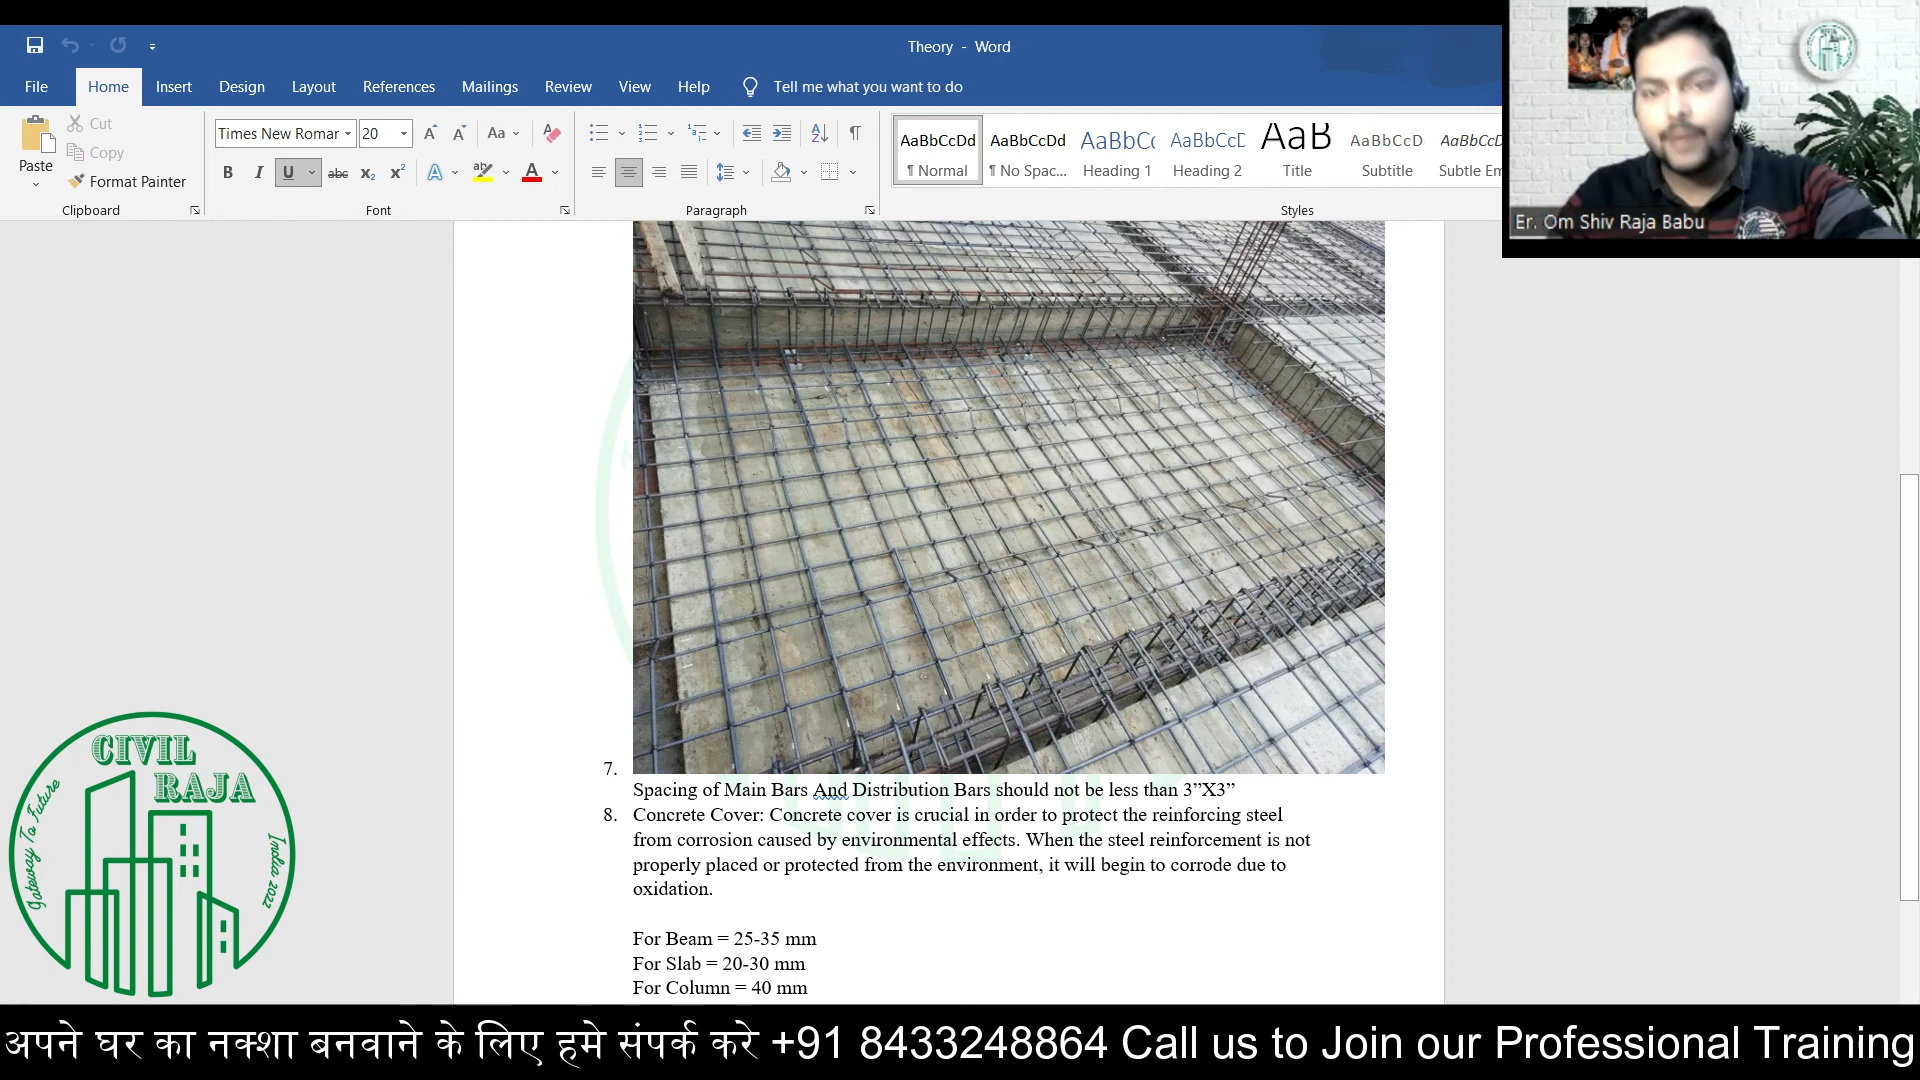 Theory - Word
File Home Insert Design Layout References Mailings Review View Help Tell me what you want to do
Paste
Cut
Copy
Format Painter
Clipboard
Times New Roman 20
Aa
B I U abc x₂ x² A aby A
Font
Paragraph
AaBbCcDd AaBbCcDd AaBbCc AaBbCcD AaB AaBbCcD AaBbCcD
¶ Normal ¶ No Spac... Heading 1 Heading 2 Title Subtitle Subtle Em
Styles
Er. Om Shiv Raja Babu
7.
Spacing of Main Bars And Distribution Bars should not be less than 3”X3”
8. Concrete Cover: Concrete cover is crucial in order to protect the reinforcing steel
from corrosion caused by environmental effects. When the steel reinforcement is not
properly placed or protected from the environment, it will begin to corrode due to
oxidation.
For Beam = 25-35 mm
For Slab = 20-30 mm
For Column = 40 mm
CIVIL
RAJA
Gateway To Future
India 2022
अपने घर का नक्शा बनवाने के लिए हमे संपर्क करे +91 8433248864 Call us to Join our Professional Training